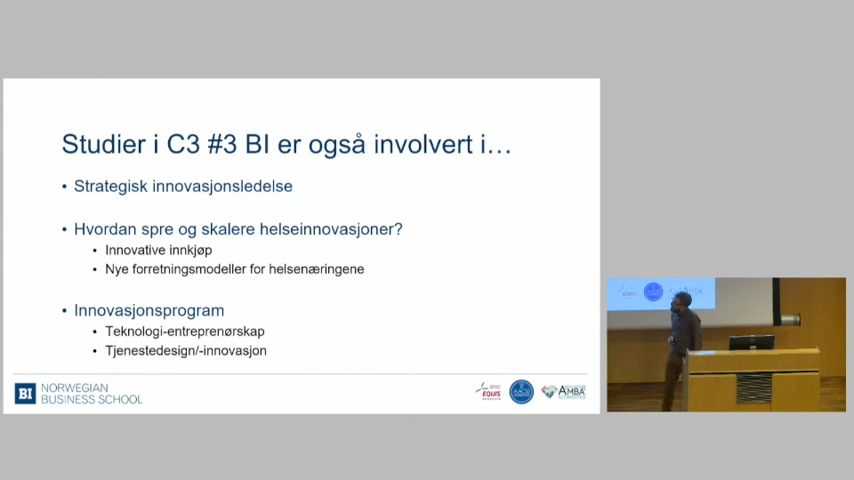 Studier i C3 #3 BI er også involvert i…
• Strategisk innovasjonsledelse
• Hvordan spre og skalere helseinnovasjoner?
• Innovative innkjøp
• Nye forretningsmodeller for helsenæringene
• Innovasjonsprogram
• Teknologi-entreprenørskap
• Tjenestedesign/-innovasjon
BI NORWEGIAN
BUSINESS SCHOOL
EQUIS
AMBA